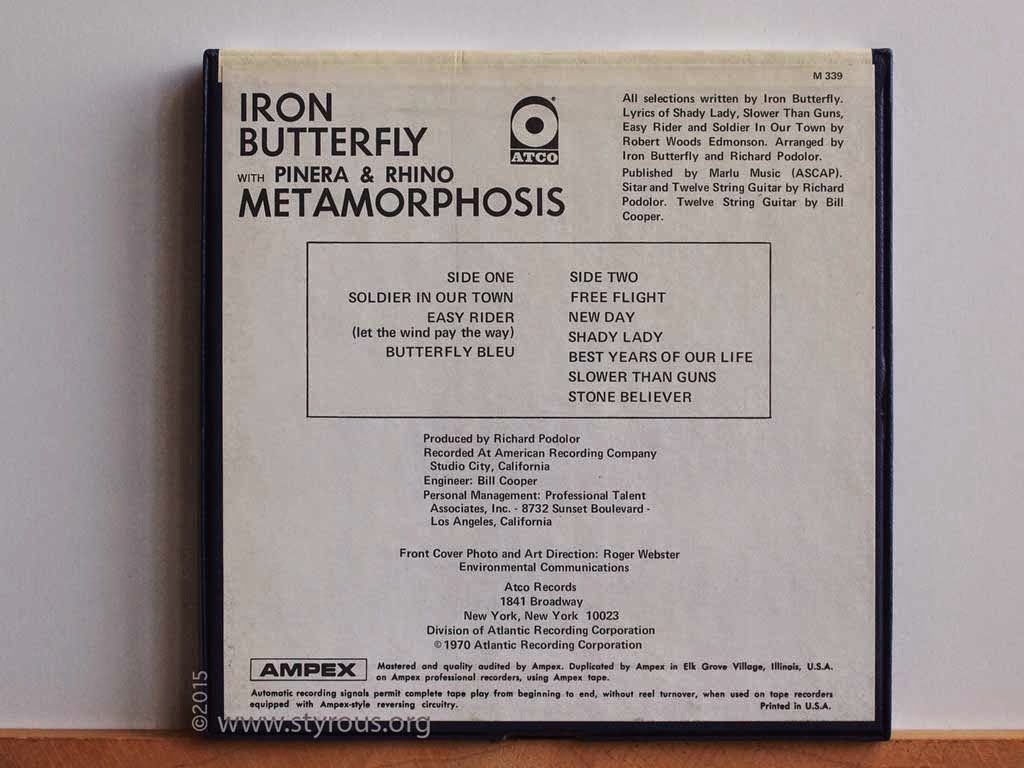 M 339
IRON
BUTTERFLY
WITH PINERA & RHINO
METAMORPHOSIS
ATCO
All selections written by Iron Butterfly.
Lyrics of Shady Lady, Slower Than Guns,
Easy Rider and Soldier In Our Town by
Robert Woods Edmonson. Arranged by
Iron Butterfly and Richard Podolor.
Published by Marlu Music (ASCAP).
Sitar and Twelve String Guitar by Richard
Podolor. Twelve String Guitar by Bill
Cooper.
SIDE ONE
SOLDIER IN OUR TOWN
EASY RIDER
(let the wind pay the way)
BUTTERFLY BLEU
SIDE TWO
FREE FLIGHT
NEW DAY
SHADY LADY
BEST YEARS OF OUR LIFE
SLOWER THAN GUNS
STONE BELIEVER
Produced by Richard Podolor
Recorded At American Recording Company
Studio City, California
Engineer: Bill Cooper
Personal Management: Professional Talent
Associates, Inc. - 8732 Sunset Boulevard -
Los Angeles, California
Front Cover Photo and Art Direction: Roger Webster
Environmental Communications
Atco Records
1841 Broadway
New York, New York 10023
Division of Atlantic Recording Corporation
© 1970 Atlantic Recording Corporation
AMPEX
Mastered and quality audited by Ampex. Duplicated by Ampex in Elk Grove Village, Illinois, U.S.A.
on Ampex professional recorders, using Ampex tape.
Automatic recording signals permit complete tape play from beginning to end, without reel turnover, when used on tape recorders
equipped with Ampex-style reversing circuitry.
Printed in U.S.A.
©2015
www.styrous.org